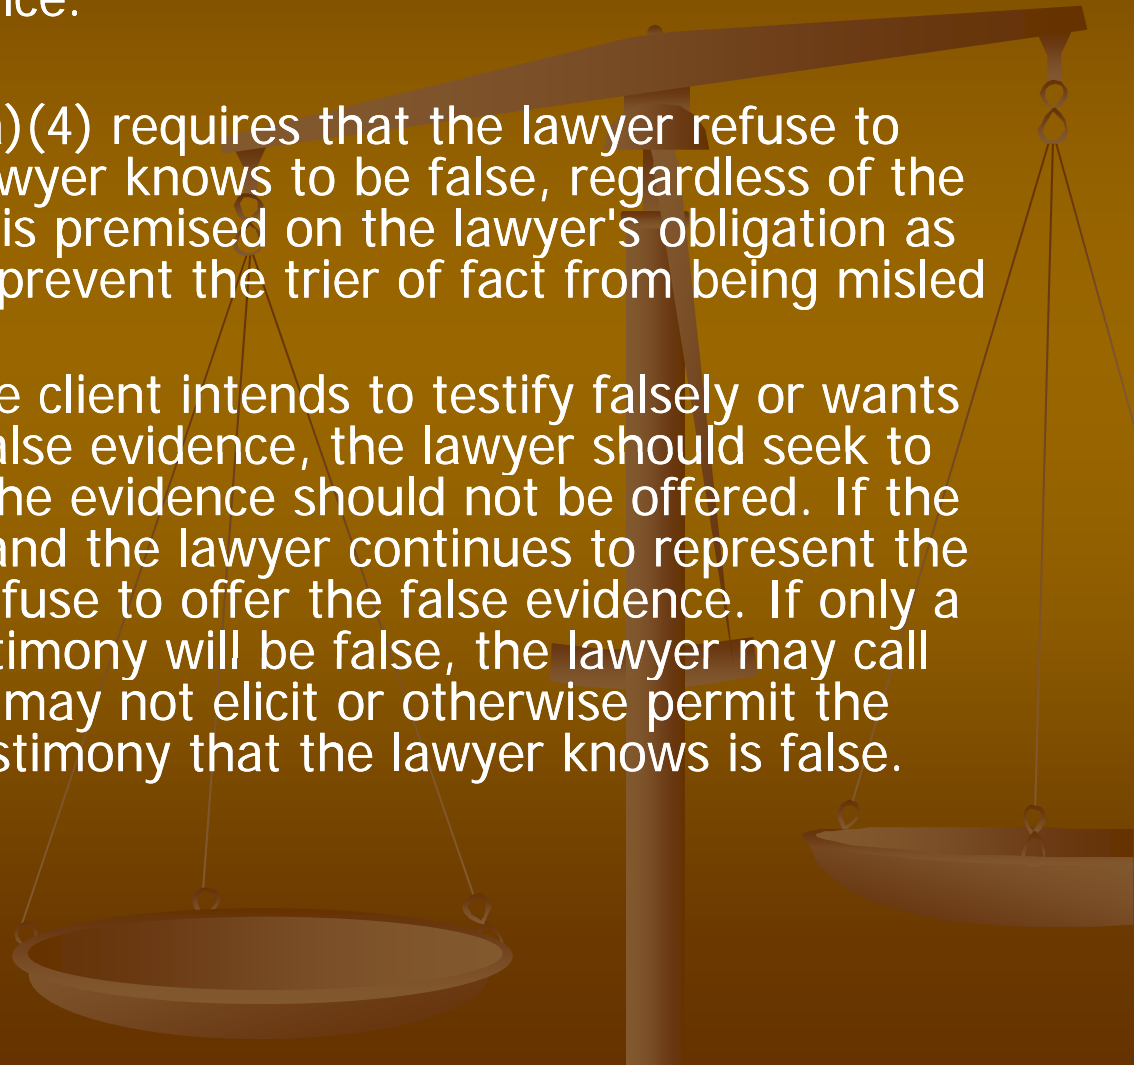 nce.
)(4) requires that the lawyer refuse to
wyer knows to be false, regardless of the
is premised on the lawyer's obligation as
prevent the trier of fact from being misled
e client intends to testify falsely or wants
alse evidence, the lawyer should seek to
he evidence should not be offered. If the
and the lawyer continues to represent the
fuse to offer the false evidence. If only a
timony will be false, the lawyer may call
may not elicit or otherwise permit the
stimony that the lawyer knows is false.